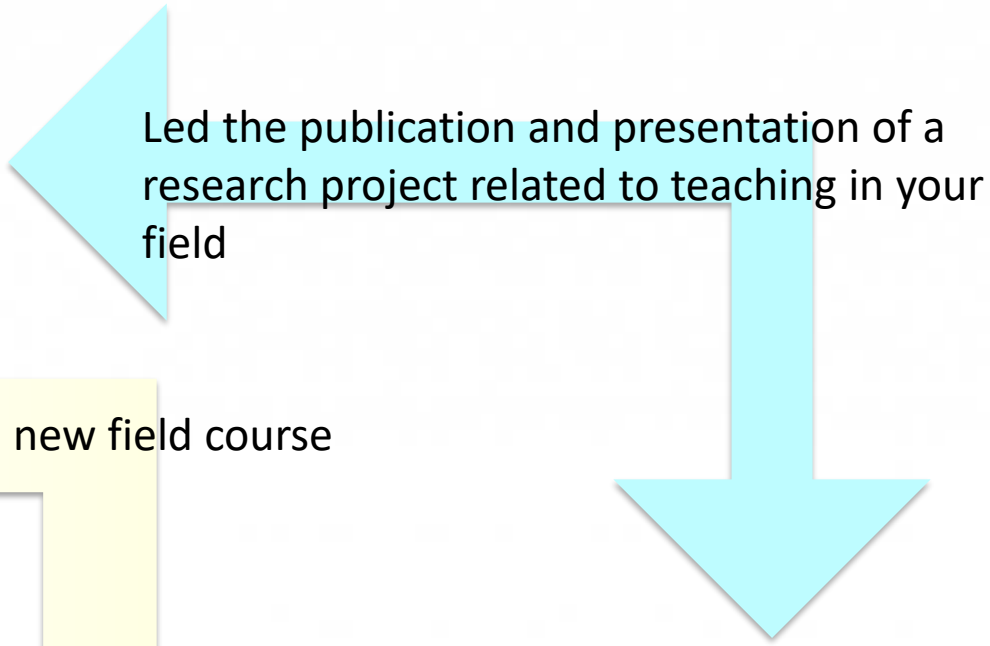 Led the publication and presentation of a
research project related to teaching in your
field
new field course